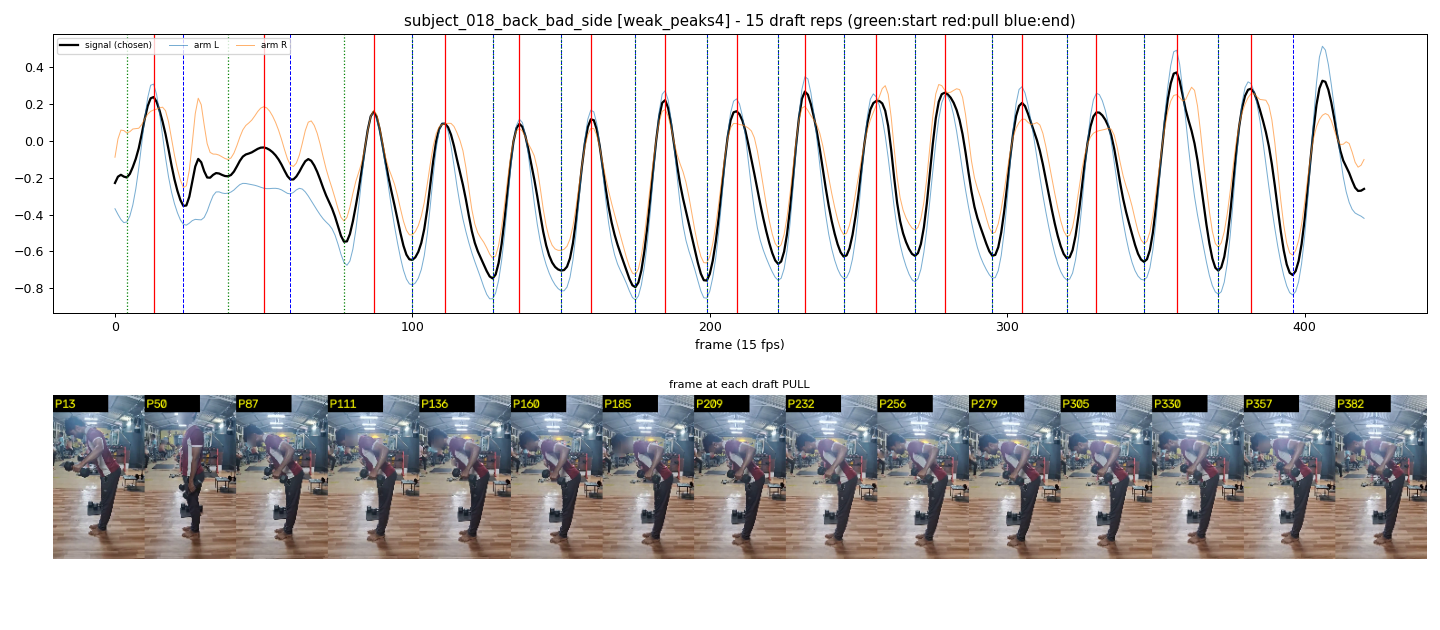 subject_018_back_bad_side [weak_peaks4] - 15 draft reps (green:start red:pull blue:end)
signal (chosen) arm L arm R
0.4
0.2
0.0
−0.2
−0.4
−0.6
−0.8
0 100 200 300 400
frame (15 fps)
frame at each draft PULL
P13 P50 P87 P111 P136 P160 P185 P209 P232 P256 P279 P305 P330 P357 P382